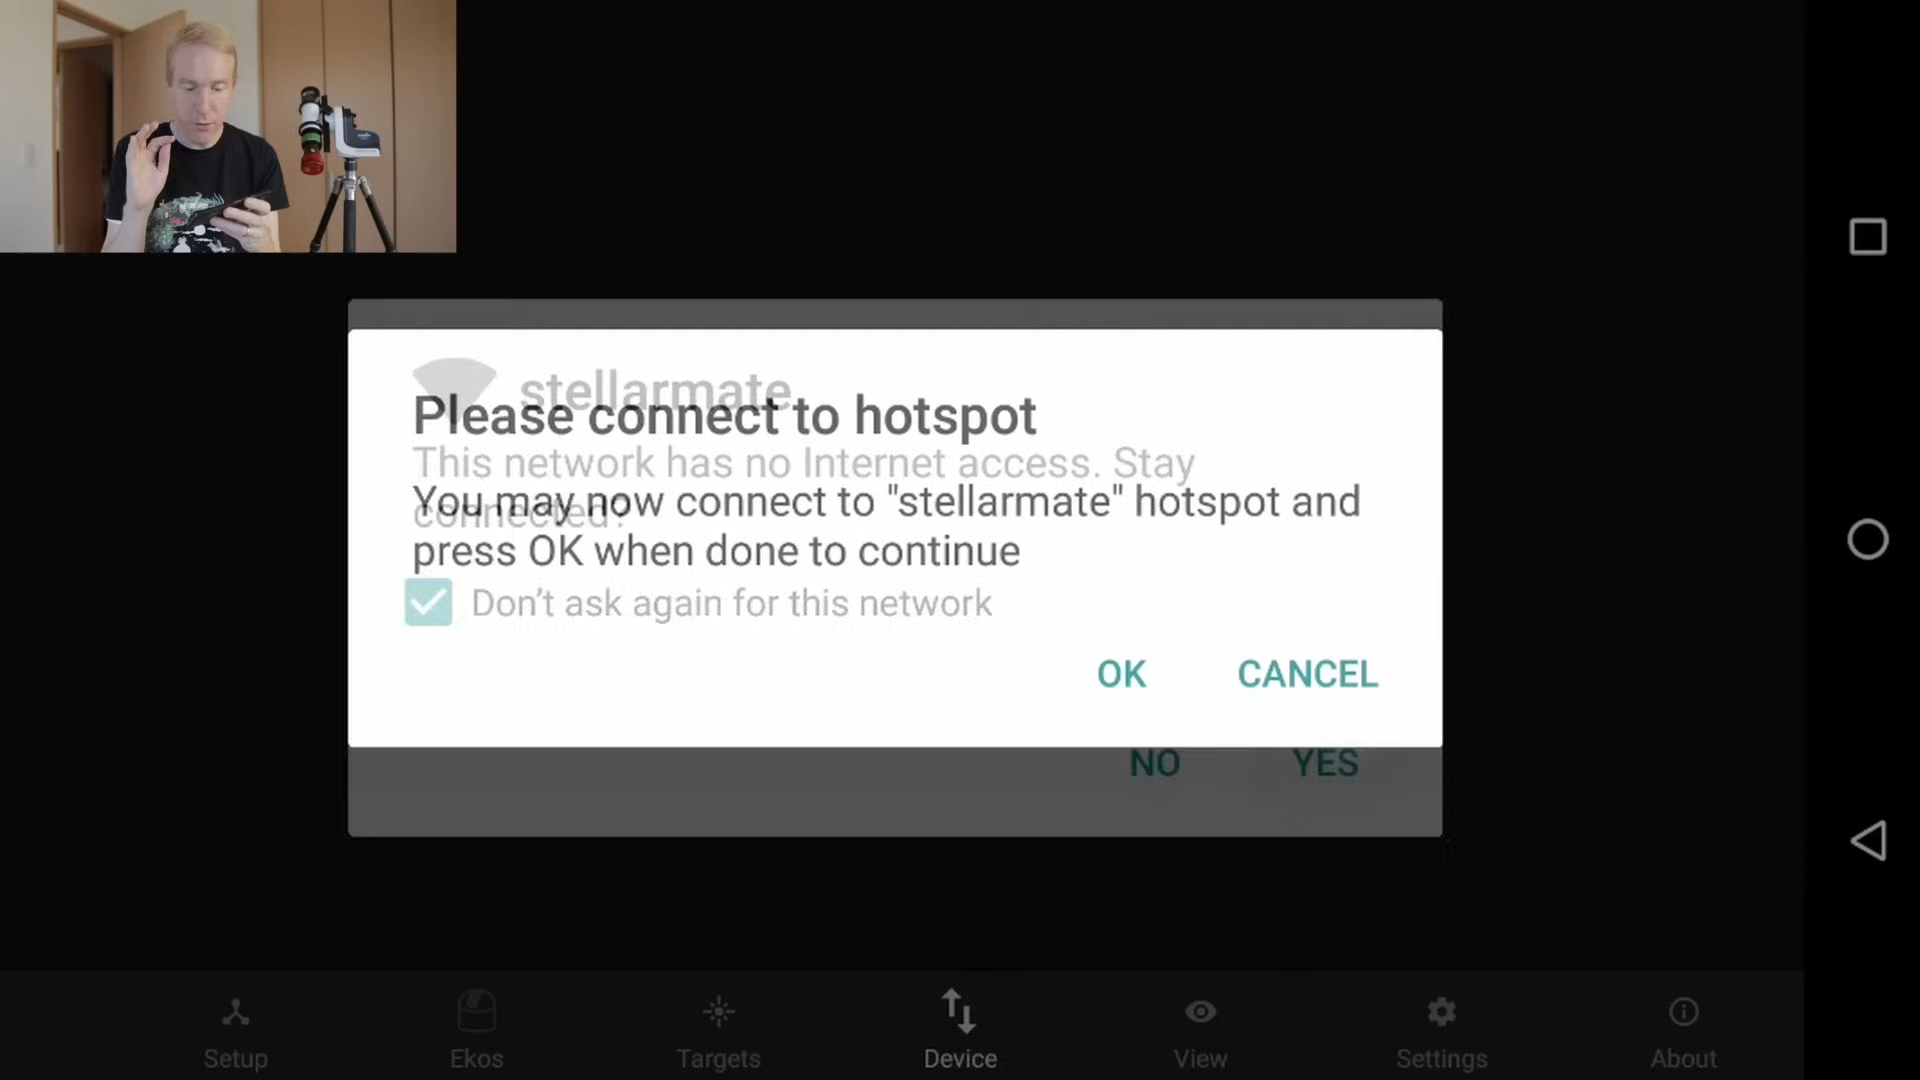 stellarmate
Please connect to hotspot
This network has no Internet access. Stay
connected?
You may now connect to "stellarmate" hotspot and
press OK when done to continue
Don't ask again for this network
OK CANCEL
NO YES
Setup Ekos Targets Device View Settings About